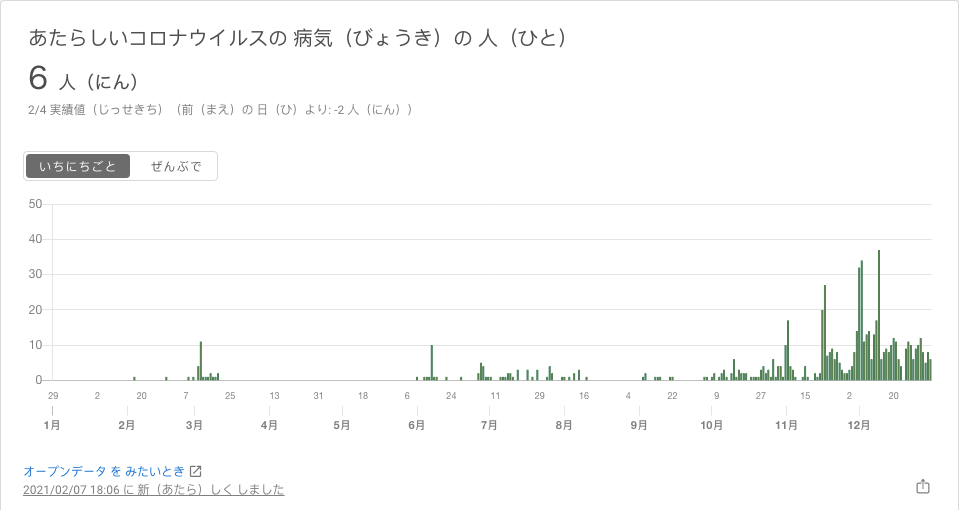 あたらしいコロナウイルスの 病気（びょうき）の 人（ひと）
6 人（にん）
2/4 実績値（じっせきち）（前（まえ）の 日（ひ）より: -2 人（にん））
いちにちごと ぜんぶで
50
40
30
20
10
0
29 2 20 7 25 13 31 18 6 24 11 29 16 4 22 9 27 15 2 20
1月 2月 3月 4月 5月 6月 7月 8月 9月 10月 11月 12月
オープンデータ を みたいとき
2021/02/07 18:06 に 新（あたら）しく しました